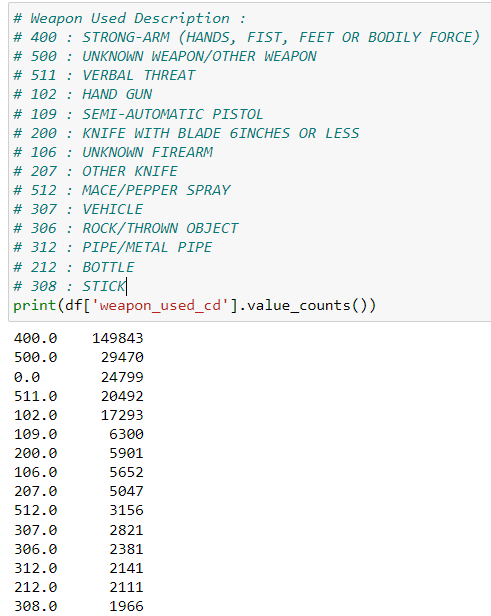 # Weapon Used Description :
# 400 : STRONG-ARM (HANDS, FIST, FEET OR BODILY FORCE)
# 500 : UNKNOWN WEAPON/OTHER WEAPON
# 511 : VERBAL THREAT
# 102 : HAND GUN
# 109 : SEMI-AUTOMATIC PISTOL
# 200 : KNIFE WITH BLADE 6INCHES OR LESS
# 106 : UNKNOWN FIREARM
# 207 : OTHER KNIFE
# 512 : MACE/PEPPER SPRAY
# 307 : VEHICLE
# 306 : ROCK/THROWN OBJECT
# 312 : PIPE/METAL PIPE
# 212 : BOTTLE
# 308 : STICK
print(df['weapon_used_cd'].value_counts())
400.0 149843
500.0 29470
0.0 24799
511.0 20492
102.0 17293
109.0 6300
200.0 5901
106.0 5652
207.0 5047
512.0 3156
307.0 2821
306.0 2381
312.0 2141
212.0 2111
308.0 1966